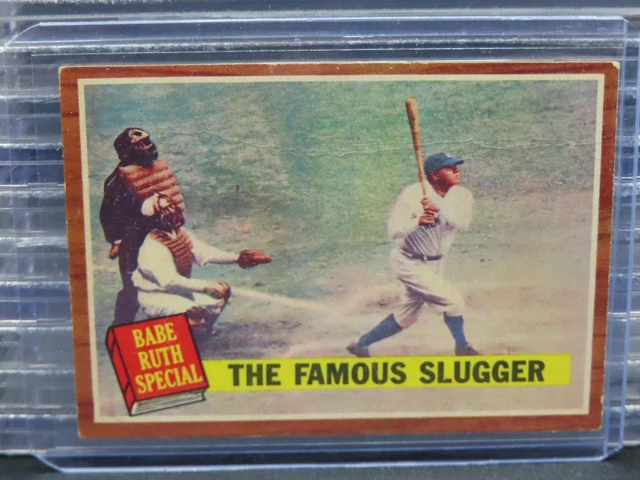 BABE
RUTH
SPECIAL
THE FAMOUS SLUGGER